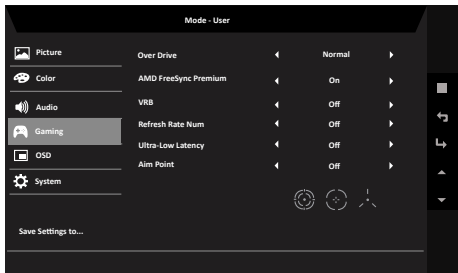 Mode - User
Picture
Color
Audio
Gaming
OSD
System
Save Settings to...
Over Drive Normal
AMD FreeSync Premium On
VRB Off
Refresh Rate Num Off
Ultra-Low Latency Off
Aim Point Off